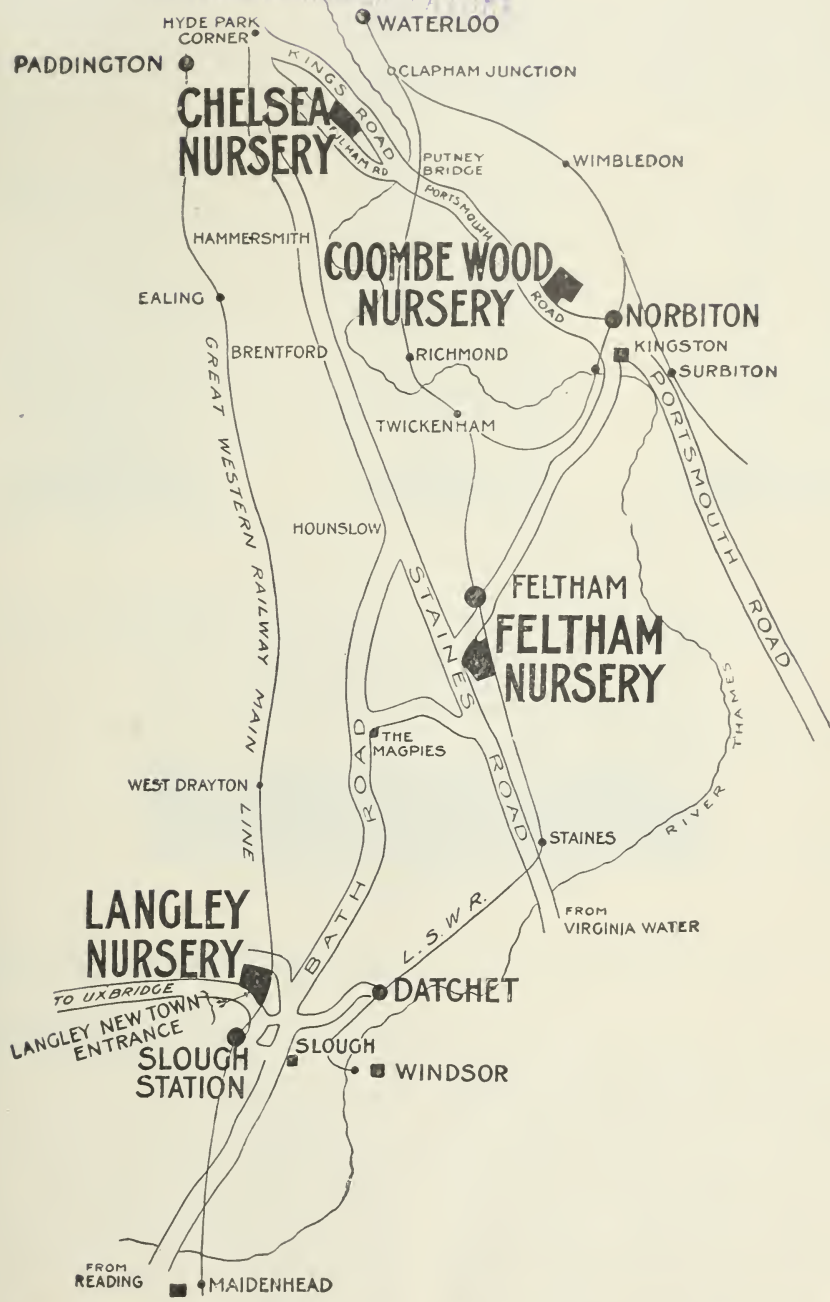 HYDE PARK
CORNER
WATERLOO
PADDINGTON
KINGS ROAD
CLAPHAM JUNCTION
CHELSEA
NURSERY
FULHAM RD
PUTNEY
BRIDGE
WIMBLEDON
PORTSMOUTH ROAD
HAMMERSMITH
COOMBE WOOD
NURSERY
EALING
NORBITON
KINGSTON
BRENTFORD
RICHMOND
SURBITON
GREAT WESTERN RAILWAY MAIN LINE
TWICKENHAM
PORTSMOUTH ROAD
HOUNSLOW
STAINES ROAD
FELTHAM
FELTHAM
NURSERY
RIVER THAMES
BATH ROAD
THE
MAGPIES
WEST DRAYTON
STAINES
LANGLEY
NURSERY
L.S.W.R.
FROM
VIRGINIA WATER
TO UXBRIDGE
DATCHET
LANGLEY NEW TOWN
ENTRANCE
SLOUGH
STATION
SLOUGH
WINDSOR
FROM
READING
MAIDENHEAD